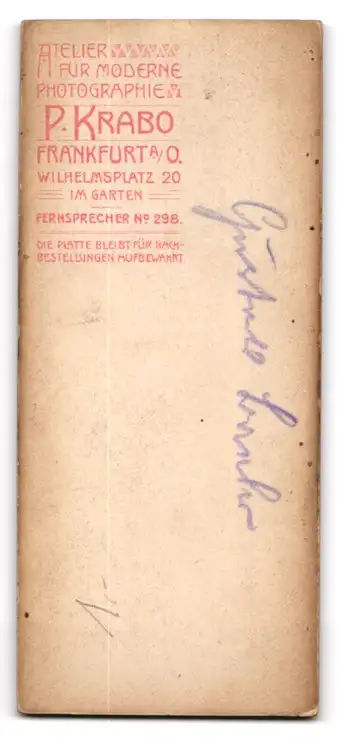 ATELIER
FÜR MODERNE
PHOTOGRAPHIE
P. KRABO
FRANKFURT A/O.
WILHELMSPLATZ 20
IM GARTEN
FERNSPRECHER No 298.
DIE PLATTE BLEIBT FÜR NACH-
BESTELLUNGEN AUFBEWAHRT